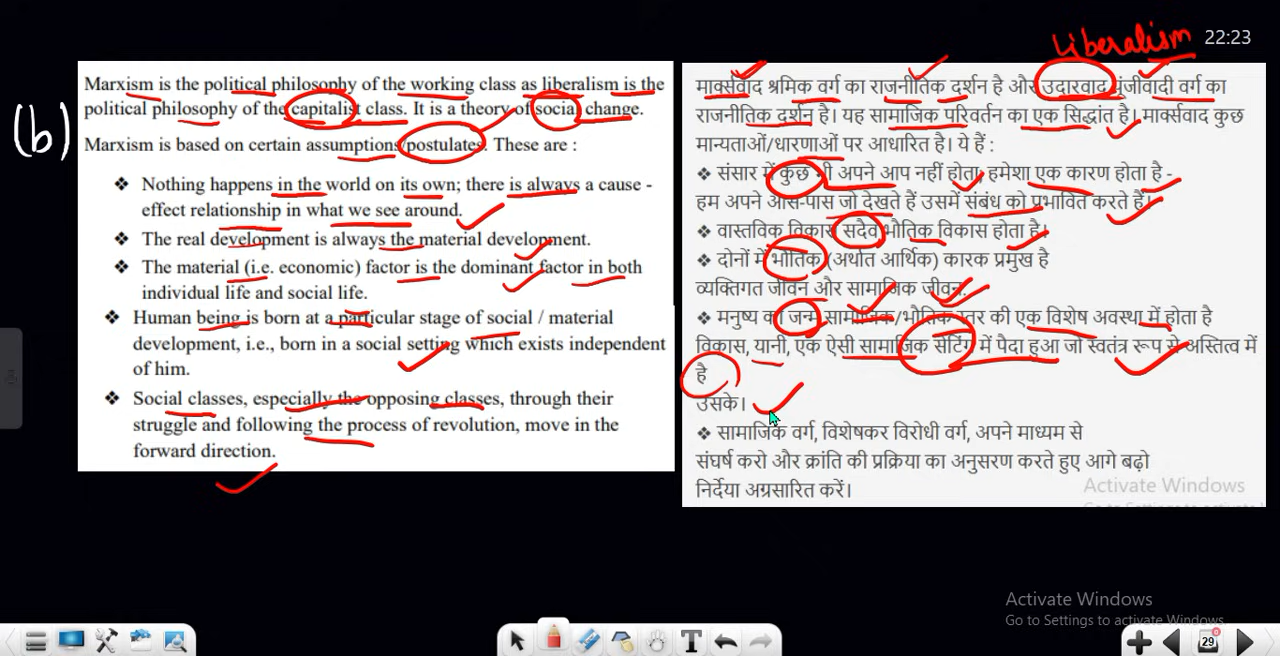 Liberalism
22:23
(b)
Marxism is the political philosophy of the working class as liberalism is the
political philosophy of the capitalist class. It is a theory of social change.
Marxism is based on certain assumptions/postulates. These are :
❖ Nothing happens in the world on its own; there is always a cause -
effect relationship in what we see around.
❖ The real development is always the material development.
❖ The material (i.e. economic) factor is the dominant factor in both
individual life and social life.
❖ Human being is born at a particular stage of social / material
development, i.e., born in a social setting which exists independent
of him.
❖ Social classes, especially the opposing classes, through their
struggle and following the process of revolution, move in the
forward direction.
मार्क्सवाद श्रमिक वर्ग का राजनीतिक दर्शन है और उदारवाद पूंजीवादी वर्ग का
राजनीतिक दर्शन है। यह सामाजिक परिवर्तन का एक सिद्धांत है। मार्क्सवाद कुछ
मान्यताओं/धारणाओं पर आधारित है। ये हैं :
❖ संसार में कुछ भी अपने आप नहीं होता; हमेशा एक कारण होता है -
हम अपने आस-पास जो देखते हैं उसमें संबंध को प्रभावित करते हैं।
❖ वास्तविक विकास सदैव भौतिक विकास होता है।
❖ दोनों में भौतिक (अर्थात आर्थिक) कारक प्रमुख है
व्यक्तिगत जीवन और सामाजिक जीवन.
❖ मनुष्य का जन्म सामाजिक/भौतिक स्तर की एक विशेष अवस्था में होता है
विकास, यानी, एक ऐसी सामाजिक सेटिंग में पैदा हुआ जो स्वतंत्र रूप से अस्तित्व में
है
उसके।
❖ सामाजिक वर्ग, विशेषकर विरोधी वर्ग, अपने माध्यम से
संघर्ष करो और क्रांति की प्रक्रिया का अनुसरण करते हुए आगे बढ़ो
निर्देया अग्रसारित करें।
Activate Windows
Activate Windows
Go to Settings to activate Windows.
T
29